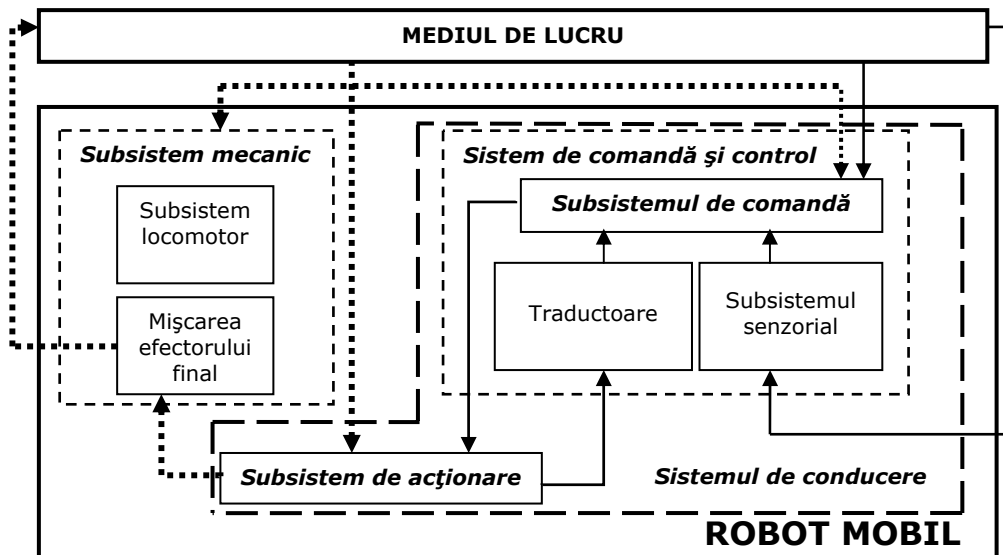 MEDIUL DE LUCRU
Subsistem mecanic
Sistem de comandă şi control
Subsistem
locomotor
Subsistemul de comandă
Mişcarea
efectorului
final
Traductoare
Subsistemul
senzorial
Subsistem de acţionare
Sistemul de conducere
ROBOT MOBIL